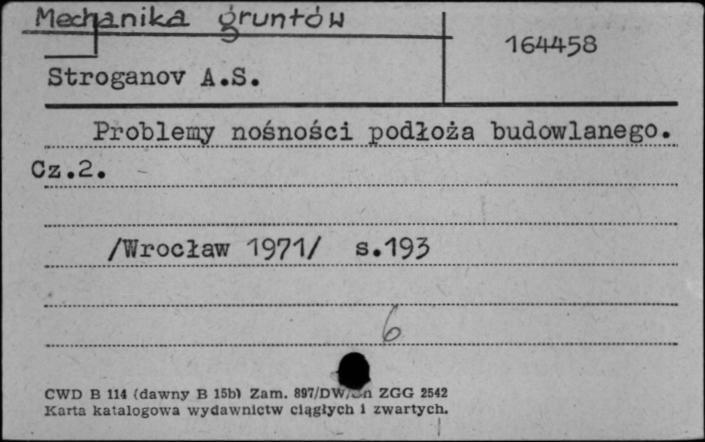 Mechanika gruntów
164458
Stroganov A.S.
Problemy nośności podłoża budowlanego.
Cz.2.
/Wrocław 1971/ s.193
6
CWD B 114 (dawny B 15b) Zam. 897/DW/ ZGG 2542
Karta katalogowa wydawnictw ciągłych i zwartych.